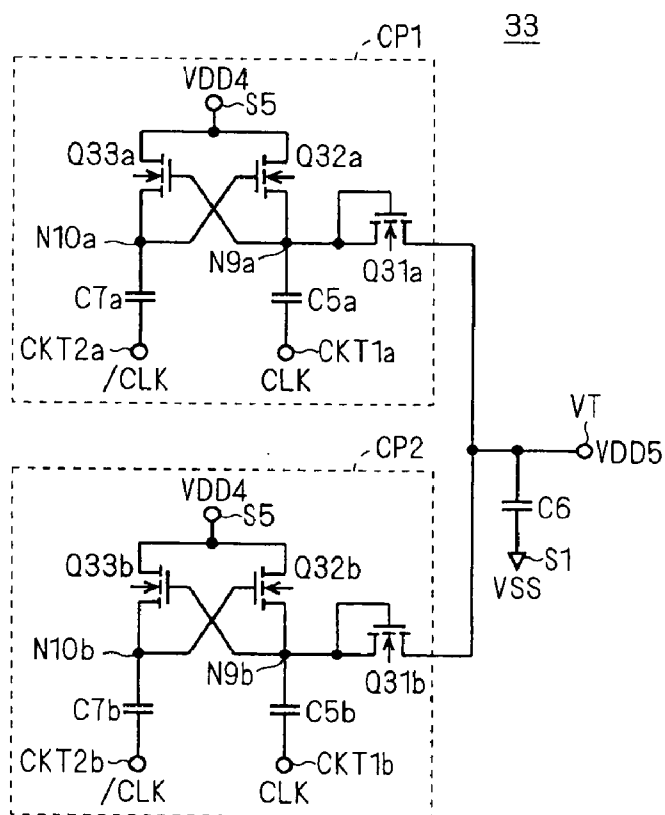 33
CP1
VDD4
S5
Q33a
Q32a
N10a
N9a
Q31a
C7a
C5a
CKT2a
CKT1a
/CLK
CLK
VT
VDD5
C6
S1
VSS
CP2
VDD4
S5
Q33b
Q32b
N10b
N9b
Q31b
C7b
C5b
CKT2b
CKT1b
/CLK
CLK